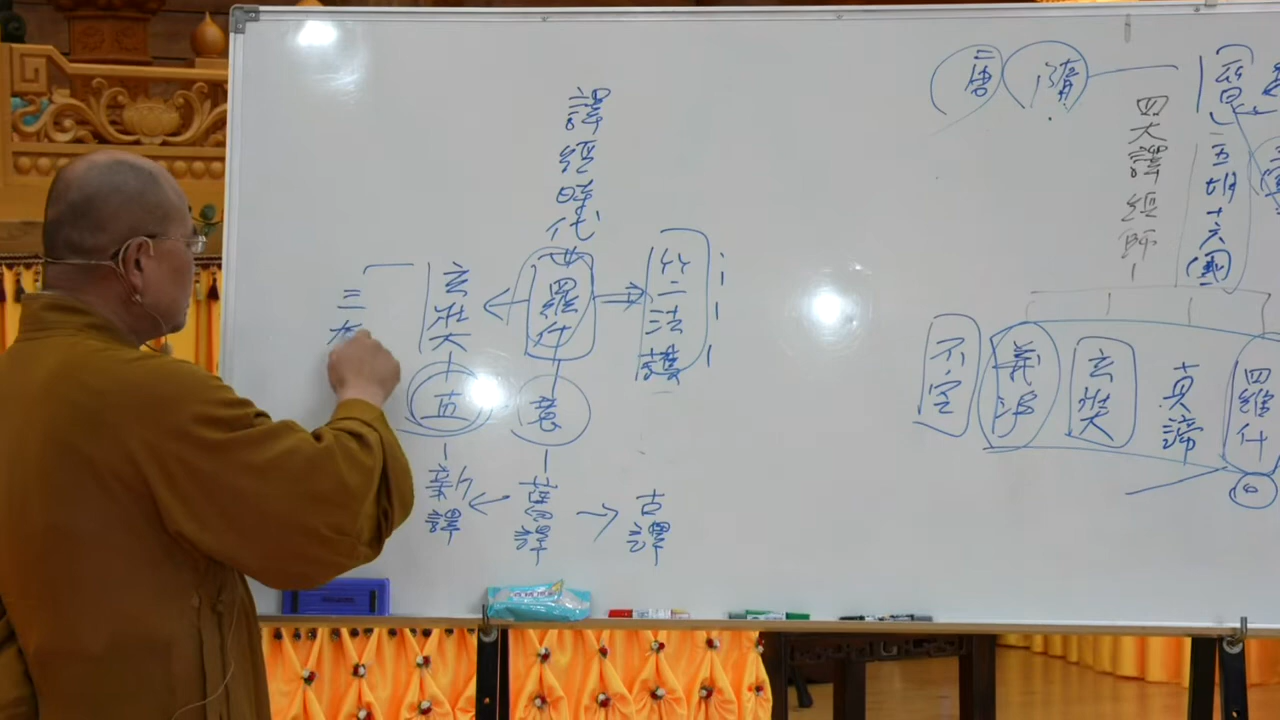 五胡十六國
隋
唐
四大譯經師
羅什
真諦
玄奘
義淨
不空
譯經時代
竺法護
古譯
羅什
意
舊譯
玄奘
直
新譯
三